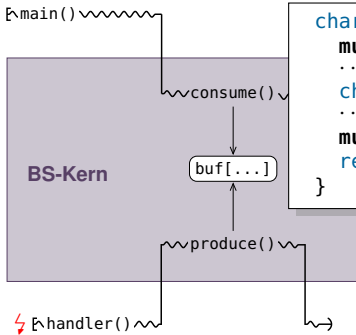 main()
char
mu
...
consume()
ch
...
mu
BS-Kern
buf[...]
re
}
produce()
handler()